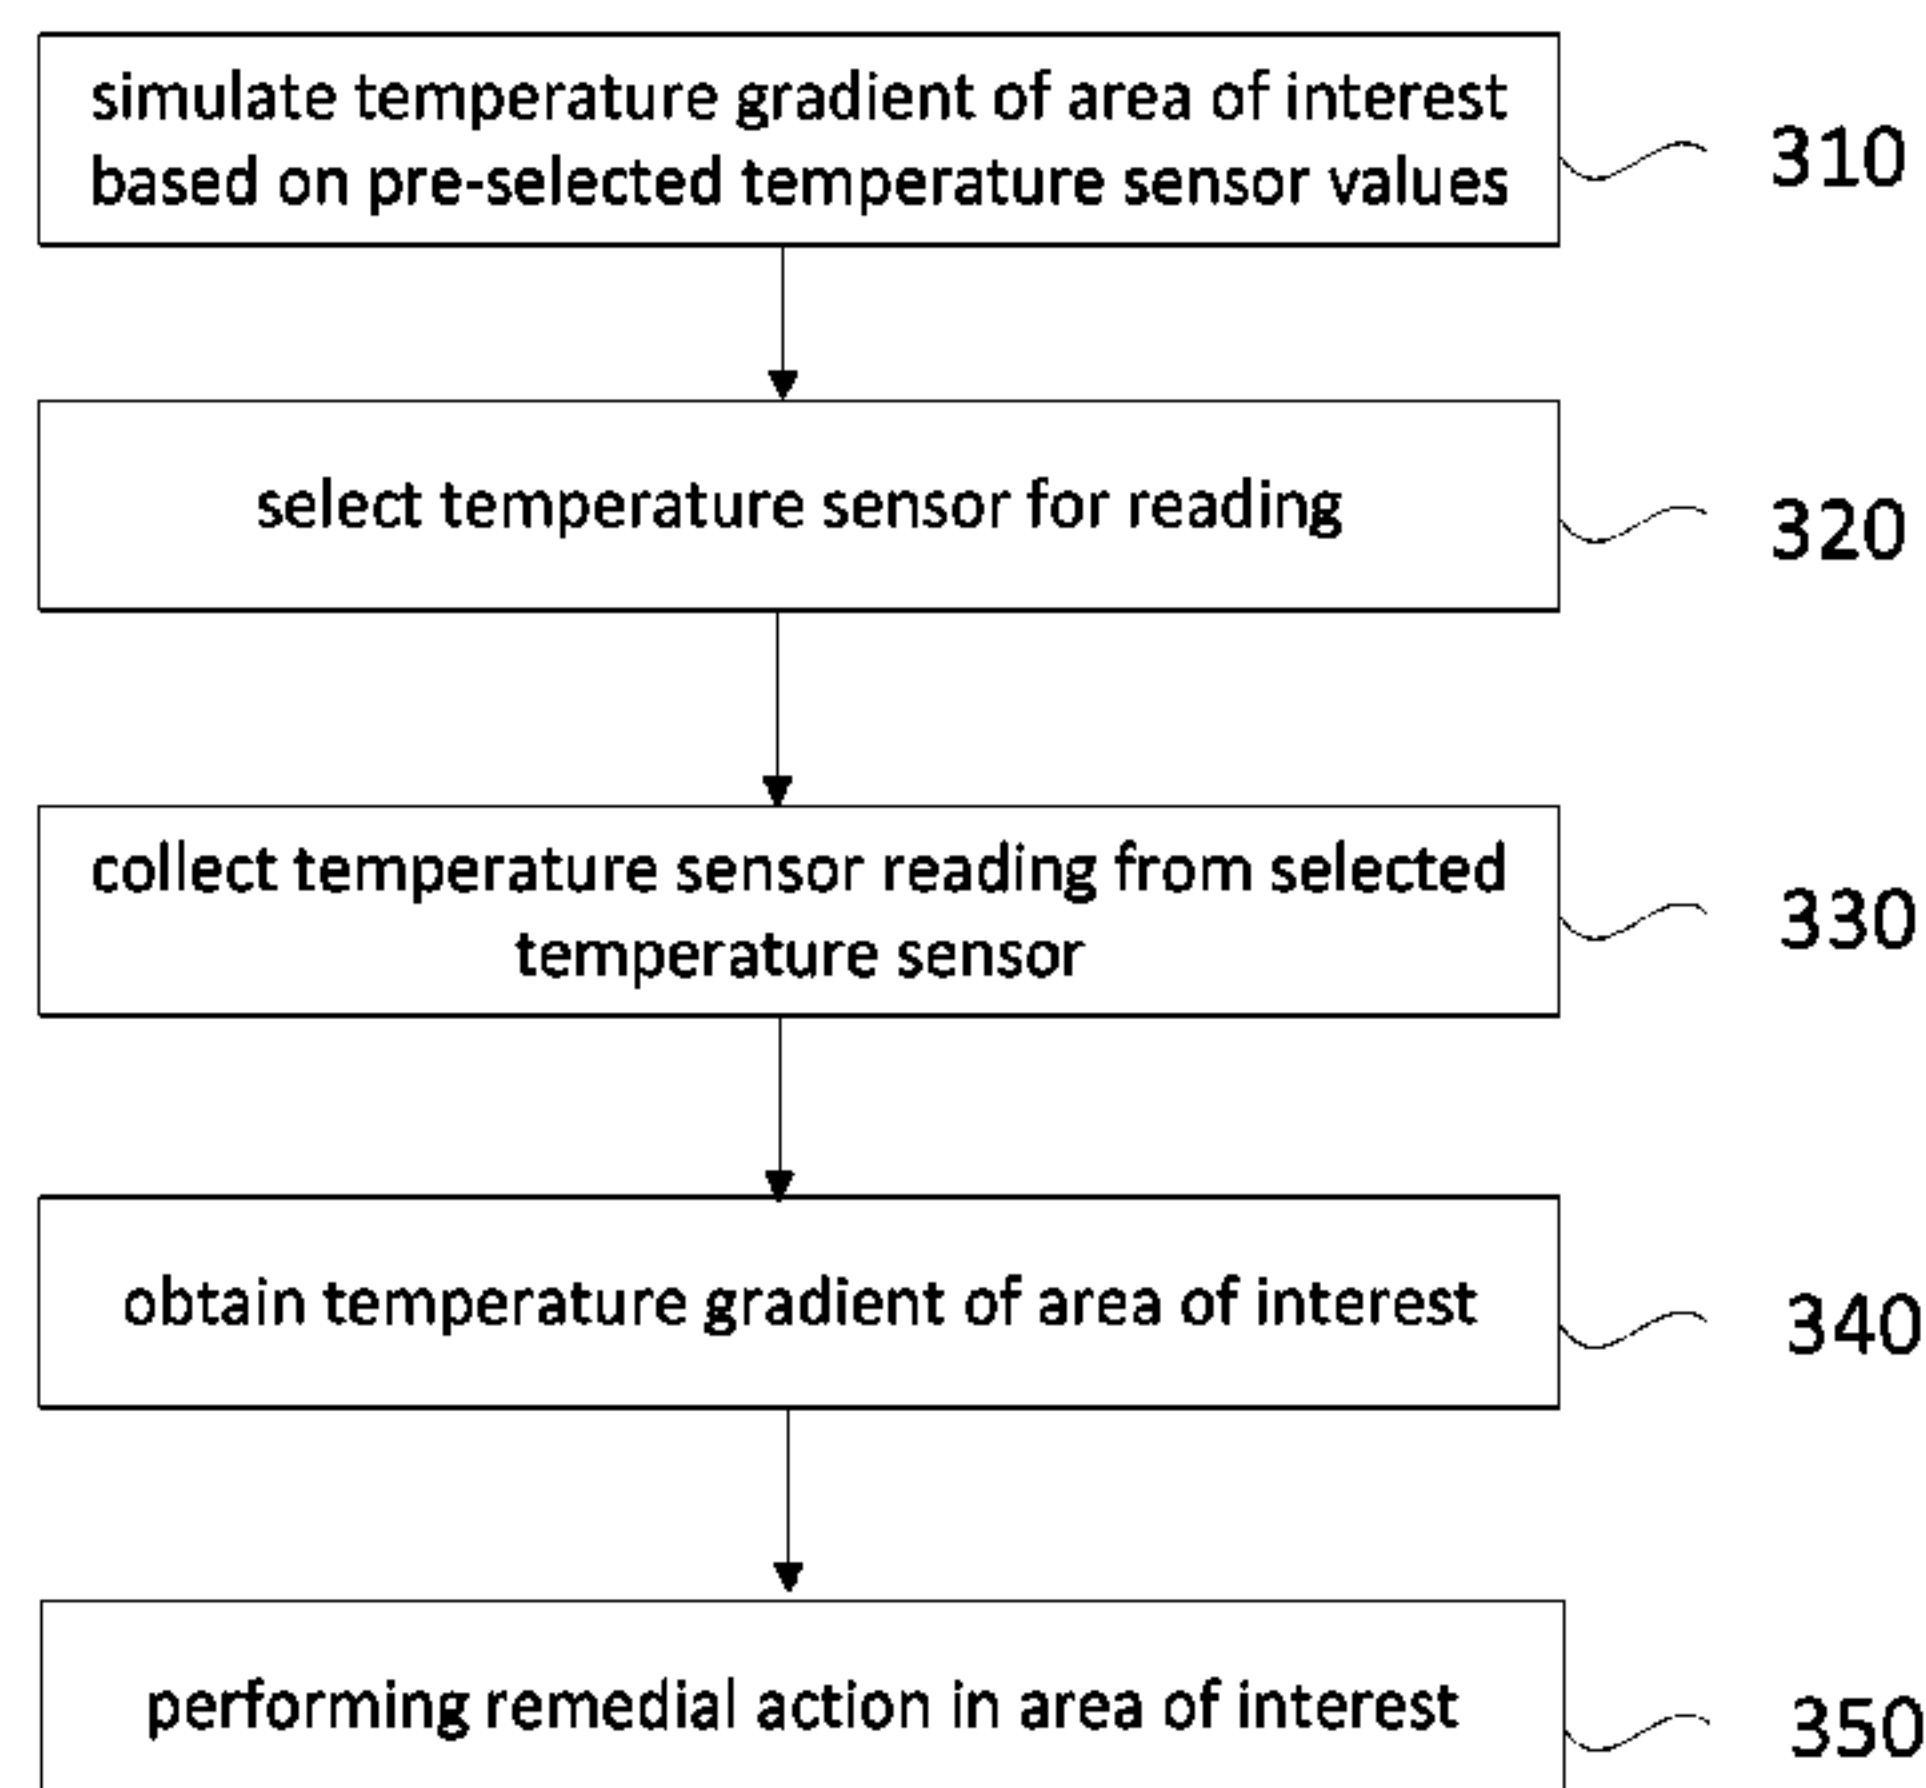 simulate temperature gradient of area of interest
based on pre-selected temperature sensor values
310
select temperature sensor for reading
320
collect temperature sensor reading from selected
temperature sensor
330
obtain temperature gradient of area of interest
340
performing remedial action in area of interest
350